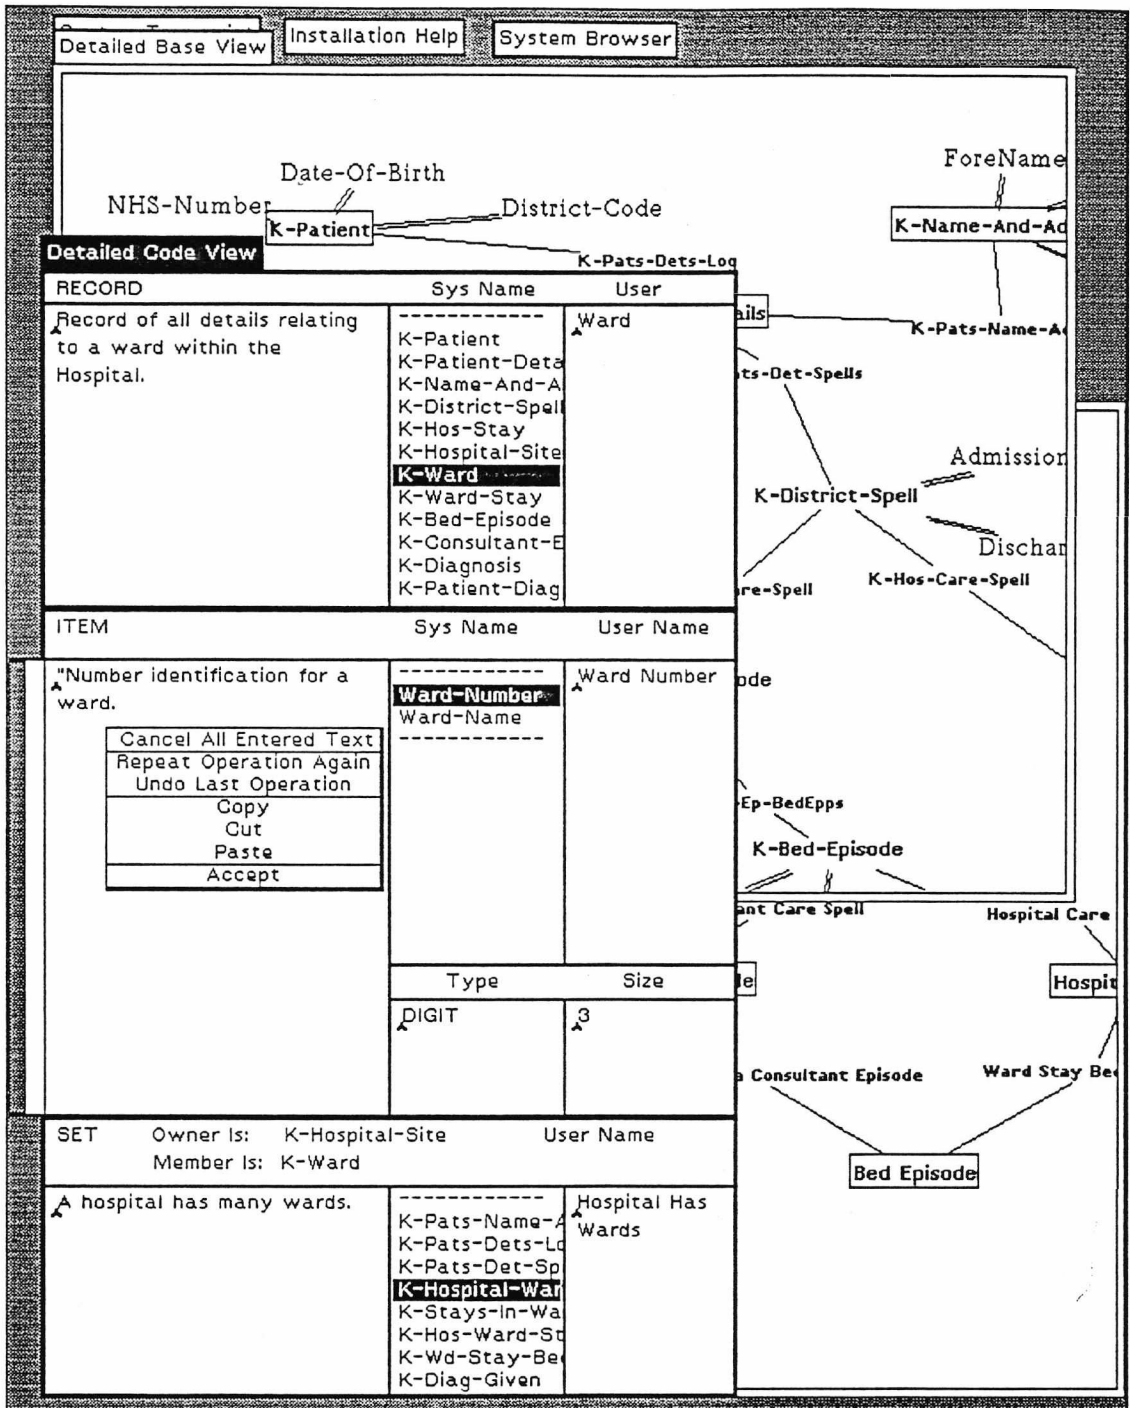 Detailed Base View
Installation Help
System Browser
Date-Of-Birth
ForeName
NHS-Number
District-Code
K-Patient
K-Name-And-Ad
K-Pats-Dets-Log
Detailed Code View
RECORD Sys Name User
Record of all details relating
to a ward within the
Hospital.
------------
K-Patient
K-Patient-Deta
K-Name-And-A
K-District-Spell
K-Hos-Stay
K-Hospital-Site
K-Ward
K-Ward-Stay
K-Bed-Episode
K-Consultant-E
K-Diagnosis
K-Patient-Diag
Ward
ails
K-Pats-Name-A
ts-Det-Spells
Admission
K-District-Spell
Dischar
K-Hos-Care-Spell
re-Spell
ITEM Sys Name User Name
"Number identification for a
ward.
------------
Ward-Number
Ward-Name
------------
Ward Number
Cancel All Entered Text
Repeat Operation Again
Undo Last Operation
Copy
Cut
Paste
Accept
ode
-Ep-BedEpps
K-Bed-Episode
ant Care Spell
Hospital Care
le
Hospit
Type Size
DIGIT
3
Consultant Episode
Ward Stay Bed
Bed Episode
SET Owner Is: K-Hospital-Site User Name
Member Is: K-Ward
A hospital has many wards.
------------
K-Pats-Name-A
K-Pats-Dets-Lo
K-Pats-Det-Sp
K-Hospital-War
K-Stays-In-Wa
K-Hos-Ward-St
K-Wd-Stay-Be
K-Diag-Given
Hospital Has
Wards